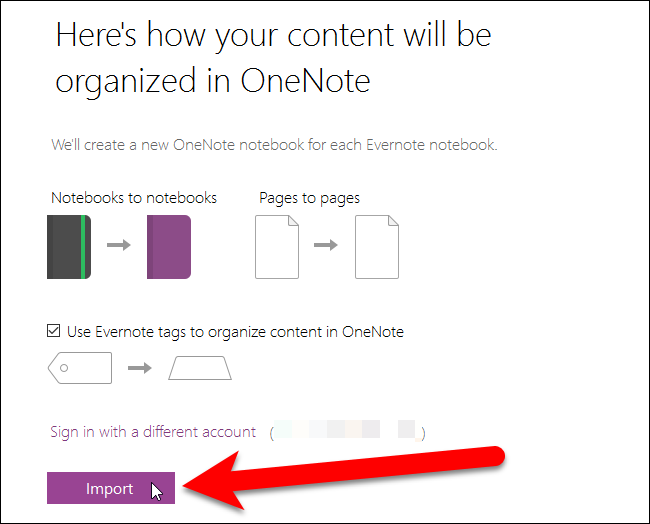 Here's how your content will be
organized in OneNote
We'll create a new OneNote notebook for each Evernote notebook.
Notebooks to notebooks
Pages to pages
Use Evernote tags to organize content in OneNote
Sign in with a different account ( )
Import